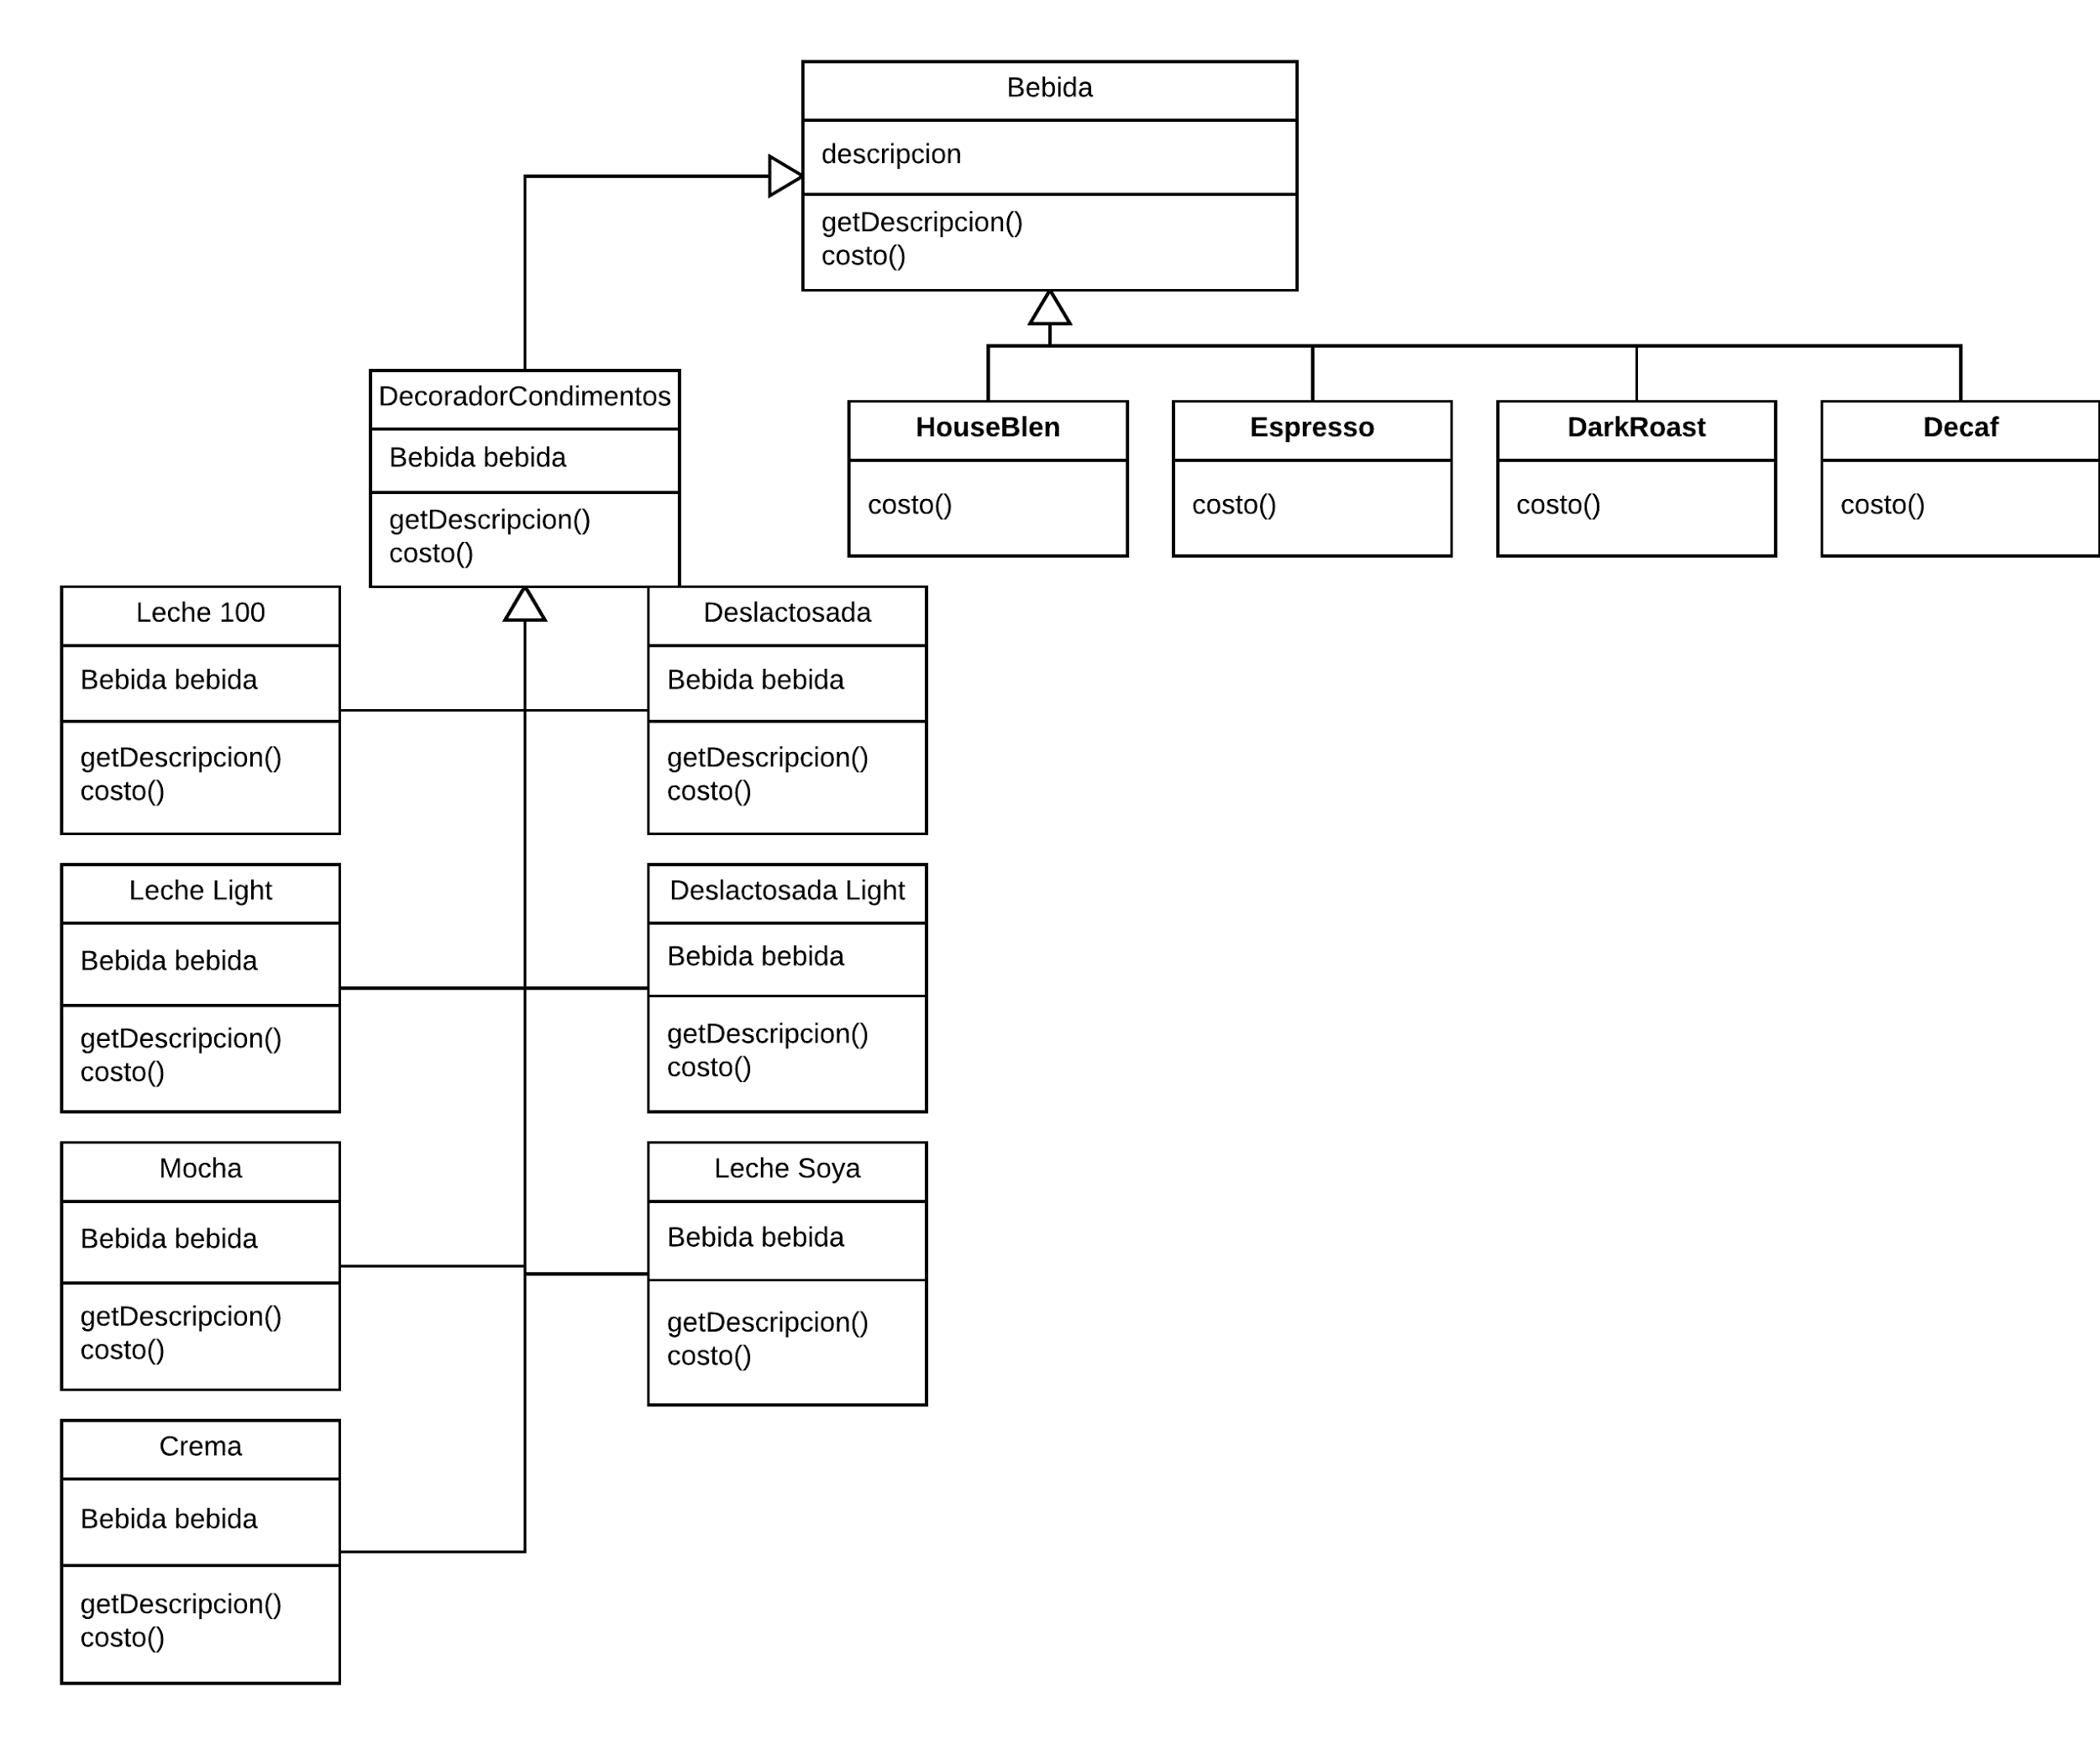 Bebida
descripcion
getDescripcion()
costo()
DecoradorCondimentos
Bebida bebida
getDescripcion()
costo()
HouseBlen
costo()
Espresso
costo()
DarkRoast
costo()
Decaf
costo()
Leche 100
Bebida bebida
getDescripcion()
costo()
Deslactosada
Bebida bebida
getDescripcion()
costo()
Leche Light
Bebida bebida
getDescripcion()
costo()
Deslactosada Light
Bebida bebida
getDescripcion()
costo()
Mocha
Bebida bebida
getDescripcion()
costo()
Leche Soya
Bebida bebida
getDescripcion()
costo()
Crema
Bebida bebida
getDescripcion()
costo()